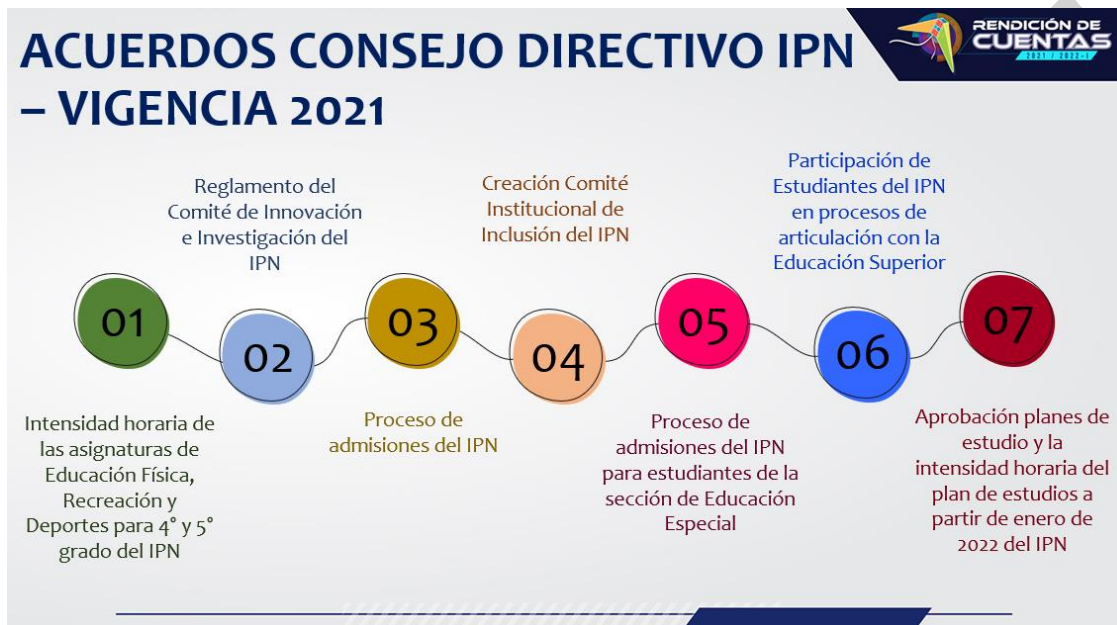 ACUERDOS CONSEJO DIRECTIVO IPN
– VIGENCIA 2021
RENDICIÓN DE
CUENTAS
2021 / 2022-1
01
Intensidad horaria de
las asignaturas de
Educación Física,
Recreación y
Deportes para 4° y 5°
grado del IPN
Reglamento del
Comité de Innovación
e Investigación del
IPN
02
03
Proceso de
admisiones del IPN
Creación Comité
Institucional de
Inclusión del IPN
04
05
Proceso de
admisiones del IPN
para estudiantes de la
sección de Educación
Especial
Participación de
Estudiantes del IPN
en procesos de
articulación con la
Educación Superior
06
07
Aprobación planes de
estudio y la
intensidad horaria del
plan de estudios a
partir de enero de
2022 del IPN